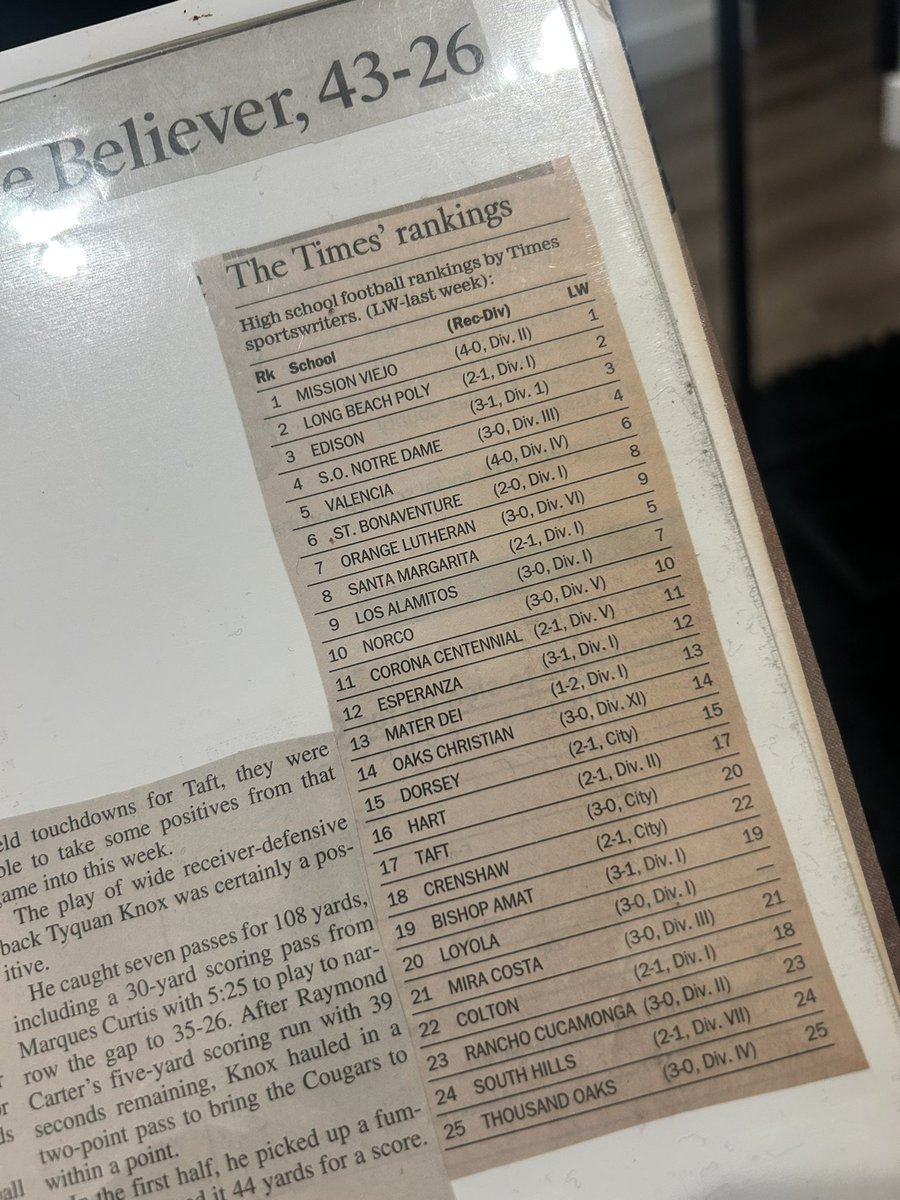 e Believer, 43-26
The Times' rankings
High school football rankings by Times
sportswriters. (LW-last week):
Rk School (Rec-Div) LW
1 MISSION VIEJO (4-0, Div. II) 1
2 LONG BEACH POLY (2-1, Div. I) 2
3 EDISON (3-1, Div. 1) 3
4 S.O. NOTRE DAME (3-0, Div. III) 4
5 VALENCIA (4-0, Div. IV) 6
6 ST. BONAVENTURE (2-0, Div. I) 8
7 ORANGE LUTHERAN (3-0, Div. VI) 9
8 SANTA MARGARITA (2-1, Div. I) 5
9 LOS ALAMITOS (3-0, Div. I) 7
10 NORCO (3-0, Div. V) 10
11 CORONA CENTENNIAL (2-1, Div. V) 11
12 ESPERANZA (3-1, Div. I) 12
13 MATER DEI (1-2, Div. I) 13
14 OAKS CHRISTIAN (3-0, Div. XI) 14
15 DORSEY (2-1, City) 15
16 HART (2-1, Div. II) 17
17 TAFT (3-0, City) 20
18 CRENSHAW (2-1, City) 22
19 BISHOP AMAT (3-1, Div. I) 19
20 LOYOLA (3-0, Div. I) —
21 MIRA COSTA (3-0, Div. III) 21
22 COLTON (2-1, Div. I) 18
23 RANCHO CUCAMONGA (3-0, Div. II) 23
24 SOUTH HILLS (2-1, Div. VII) 24
25 THOUSAND OAKS (3-0, Div. IV) 25
eld touchdowns for Taft, they were
ble to take some positives from that
game into this week.
The play of wide receiver-defensive
back Tyquan Knox was certainly a pos-
itive.
He caught seven passes for 108 yards,
including a 30-yard scoring pass from
Marques Curtis with 5:25 to play to nar-
row the gap to 35-26. After Raymond
Carter's five-yard scoring run with 39
seconds remaining, Knox hauled in a
two-point pass to bring the Cougars to
within a point.
In the first half, he picked up a fum-
it 44 yards for a score.